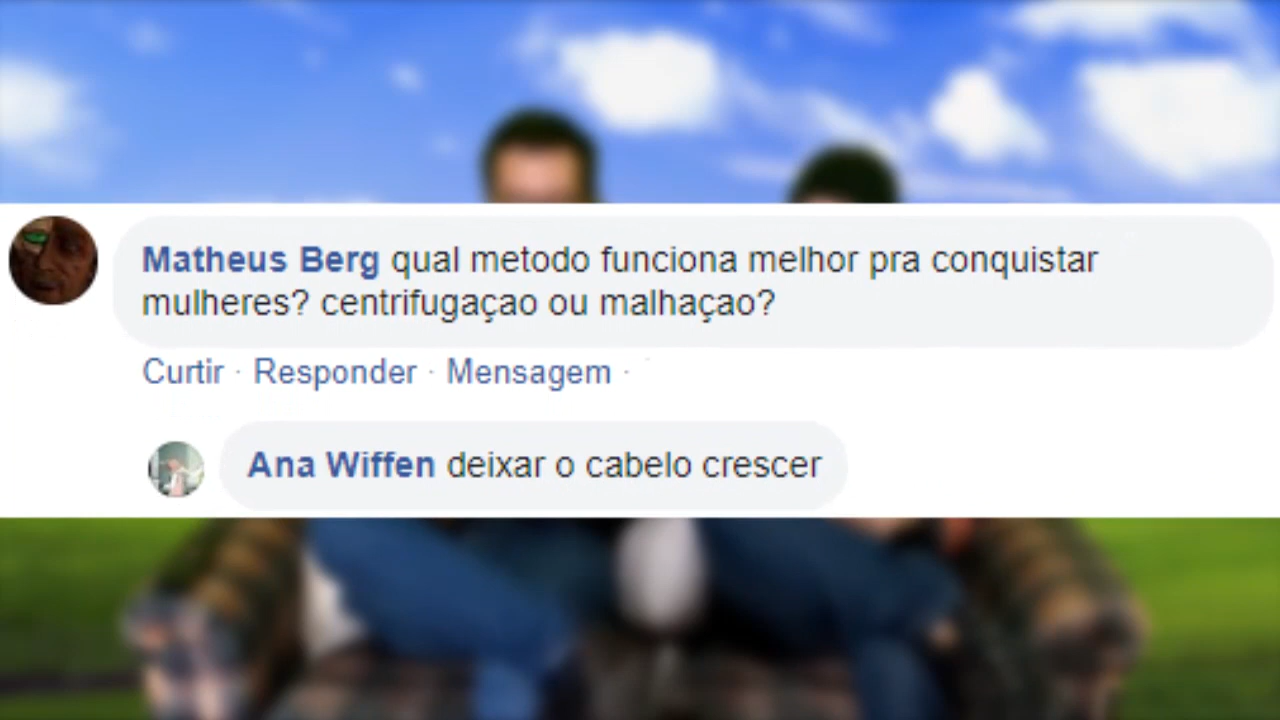 Matheus Berg qual metodo funciona melhor pra conquistar
mulheres? centrifugaçao ou malhaçao?
Curtir · Responder · Mensagem ·
Ana Wiffen deixar o cabelo crescer